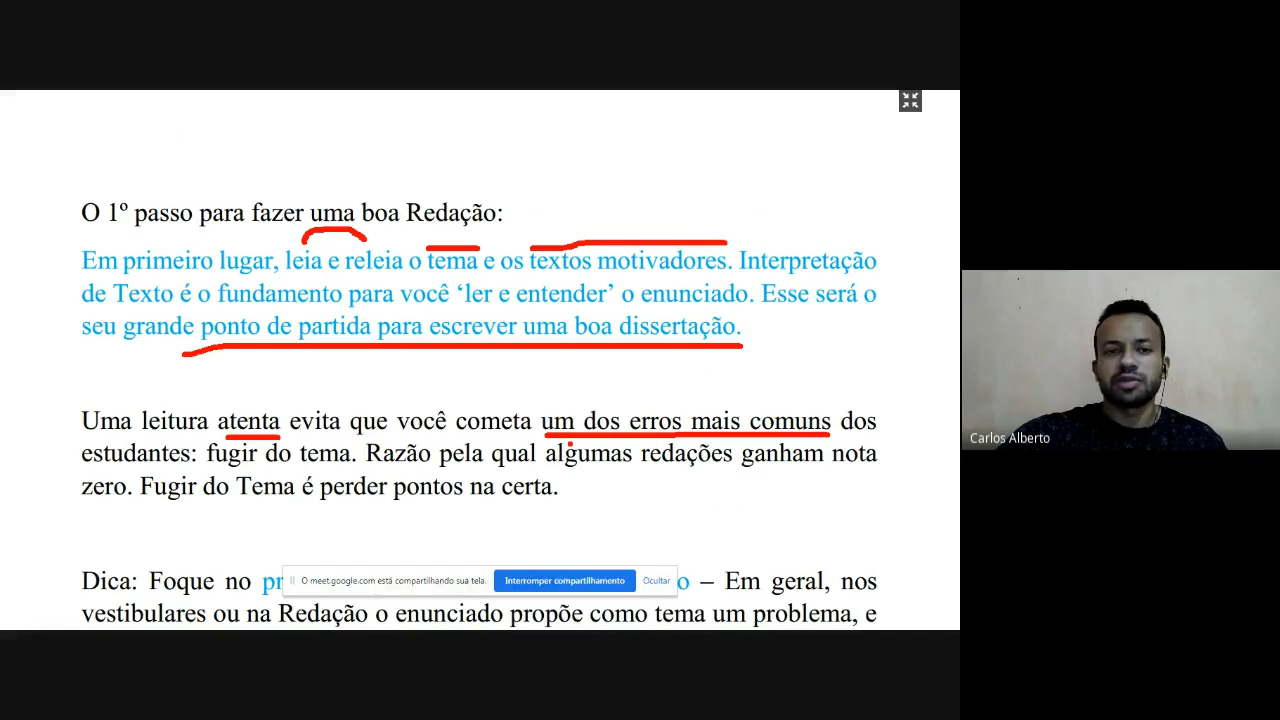 O 1º passo para fazer uma boa Redação:
Em primeiro lugar, leia e releia o tema e os textos motivadores. Interpretação
de Texto é o fundamento para você ‘ler e entender’ o enunciado. Esse será o
seu grande ponto de partida para escrever uma boa dissertação.
Uma leitura atenta evita que você cometa um dos erros mais comuns dos
estudantes: fugir do tema. Razão pela qual algumas redações ganham nota
zero. Fugir do Tema é perder pontos na certa.
Dica: Foque no pr o – Em geral, nos
O meet.google.com está compartilhando sua tela. Interromper compartilhamento Ocultar
vestibulares ou na Redação o enunciado propõe como tema um problema, e
Carlos Alberto